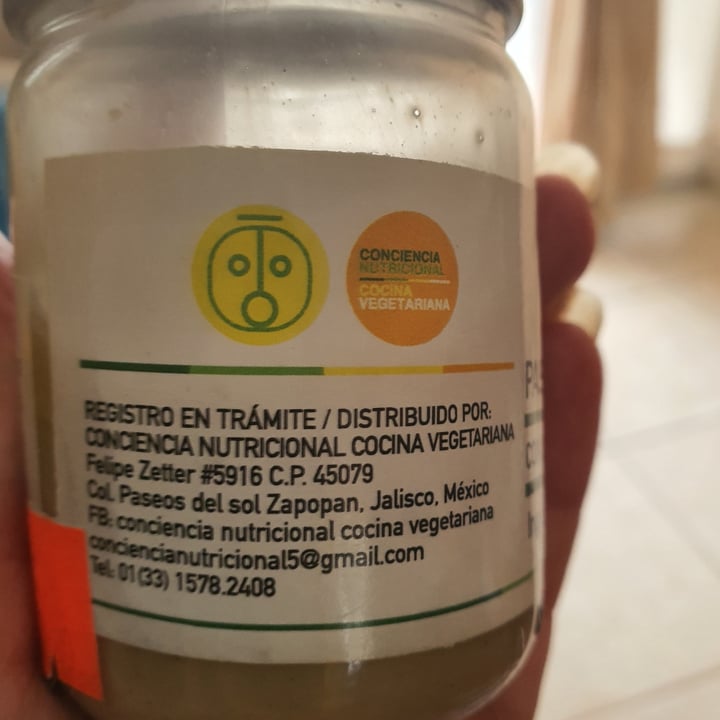 CONCIENCIA
NUTRICIONAL
COCINA
VEGETARIANA
REGISTRO EN TRÁMITE / DISTRIBUIDO POR:
CONCIENCIA NUTRICIONAL COCINA VEGETARIANA
Felipe Zetter #5916 C.P. 45079
Col. Paseos del sol Zapopan, Jalisco, México
FB: conciencia nutricional cocina vegetariana
conciencianutricional5@gmail.com
Tel: 01(33) 1578.2408